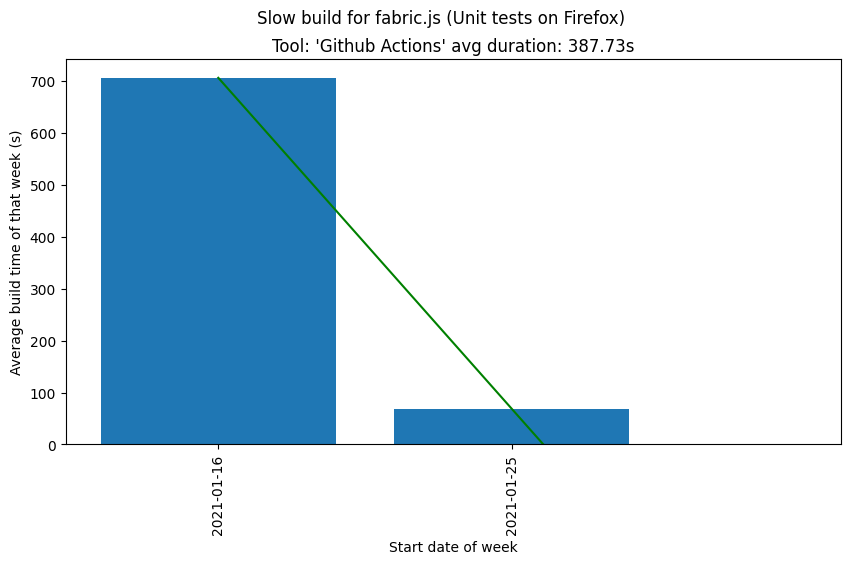 Slow build for fabric.js (Unit tests on Firefox)
Tool: 'Github Actions' avg duration: 387.73s
Average build time of that week (s)
700
600
500
400
300
200
100
0
2021-01-16
2021-01-25
Start date of week